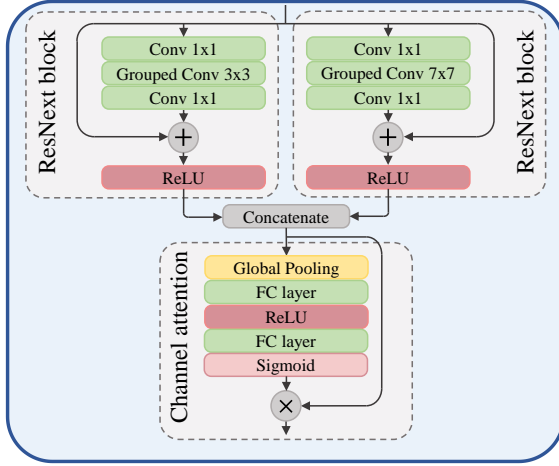 ResNext block
Conv 1x1
Grouped Conv 3x3
Conv 1x1
+
ReLU
Conv 1x1
Grouped Conv 7x7
Conv 1x1
+
ReLU
ResNext block
Concatenate
Channel attention
Global Pooling
FC layer
ReLU
FC layer
Sigmoid
×